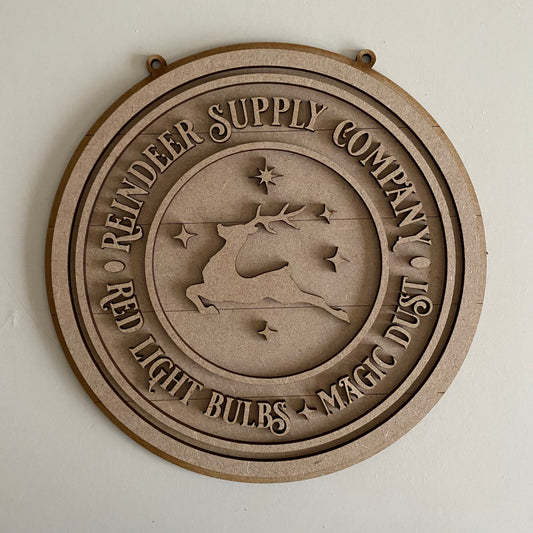 Reindeer Supply Company
Red Light Bulbs Magic Dust